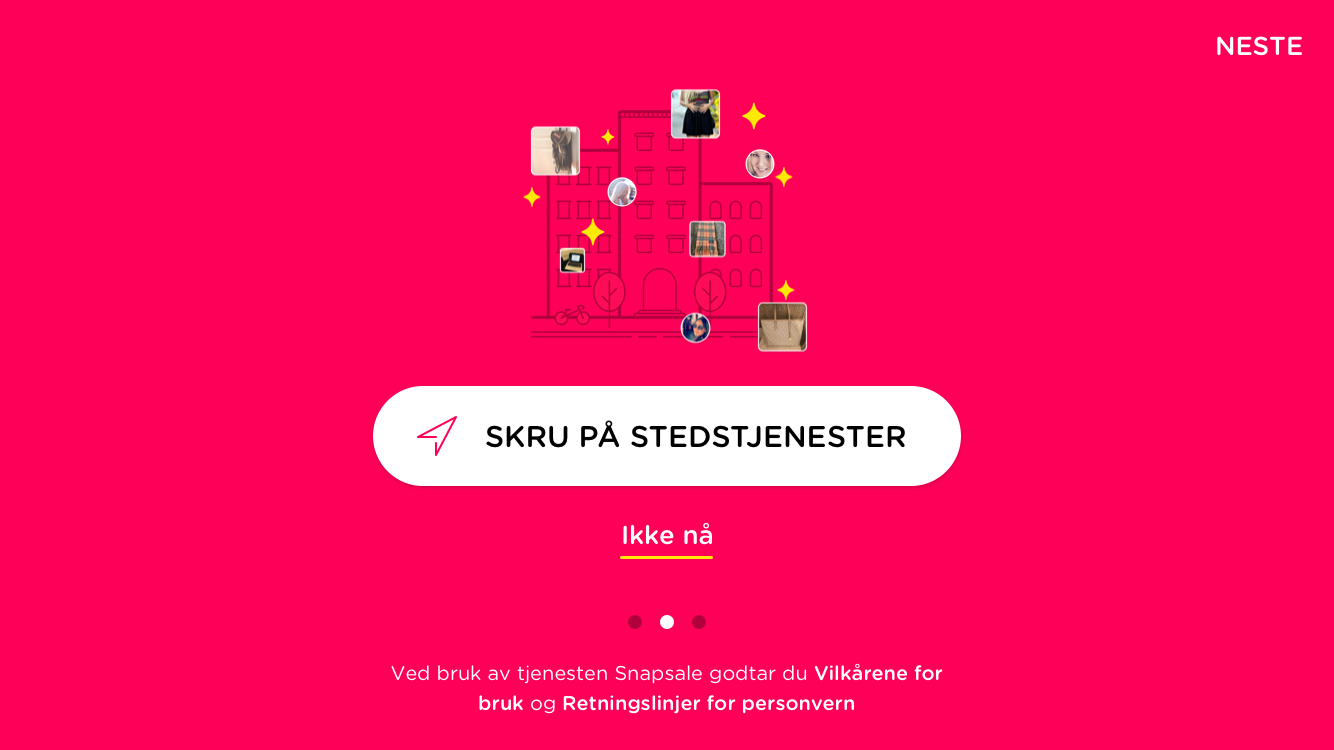 NESTE
SKRU PÅ STEDSTJENESTER
Ikke nå
Ved bruk av tjenesten Snapsale godtar du Vilkårene for
bruk og Retningslinjer for personvern